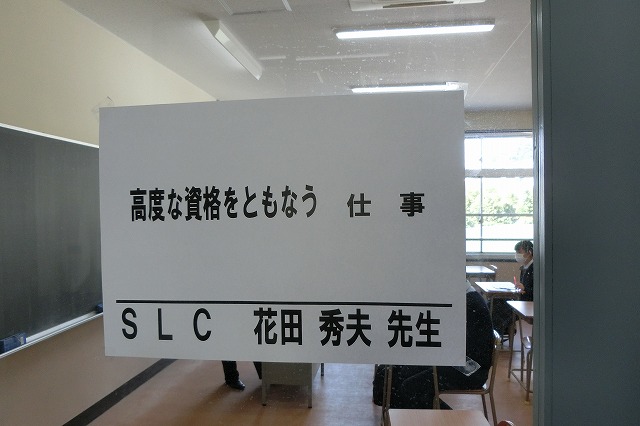 高度な資格をともなう 仕 事
ＳＬＣ 花田 秀夫 先生